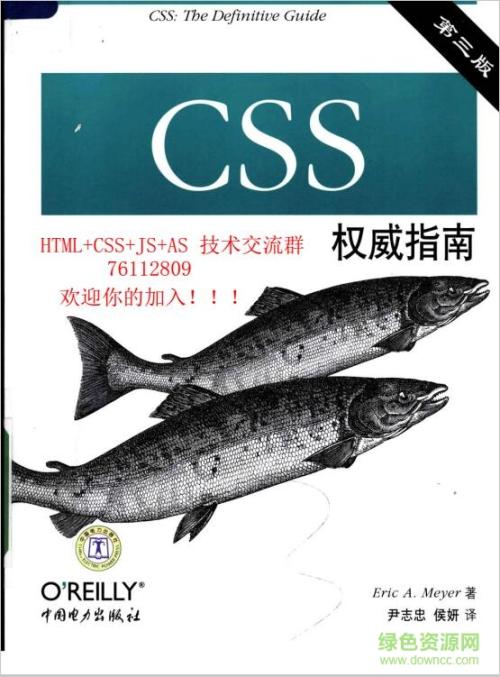 CSS: The Definitive Guide
第三版
CSS
权威指南
HTML+CSS+JS+AS 技术交流群
76112809
欢迎你的加入！！！
O'REILLY®
中国电力出版社
Eric A. Meyer 著
尹志忠 侯妍 译
绿色资源网
www.downcc.com